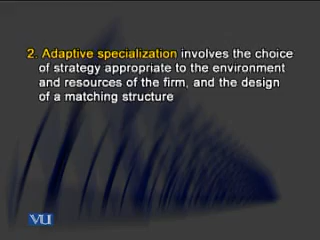 2. Adaptive specialization involves the choice
of strategy appropriate to the environment
and resources of the firm, and the design
of a matching structure
VU